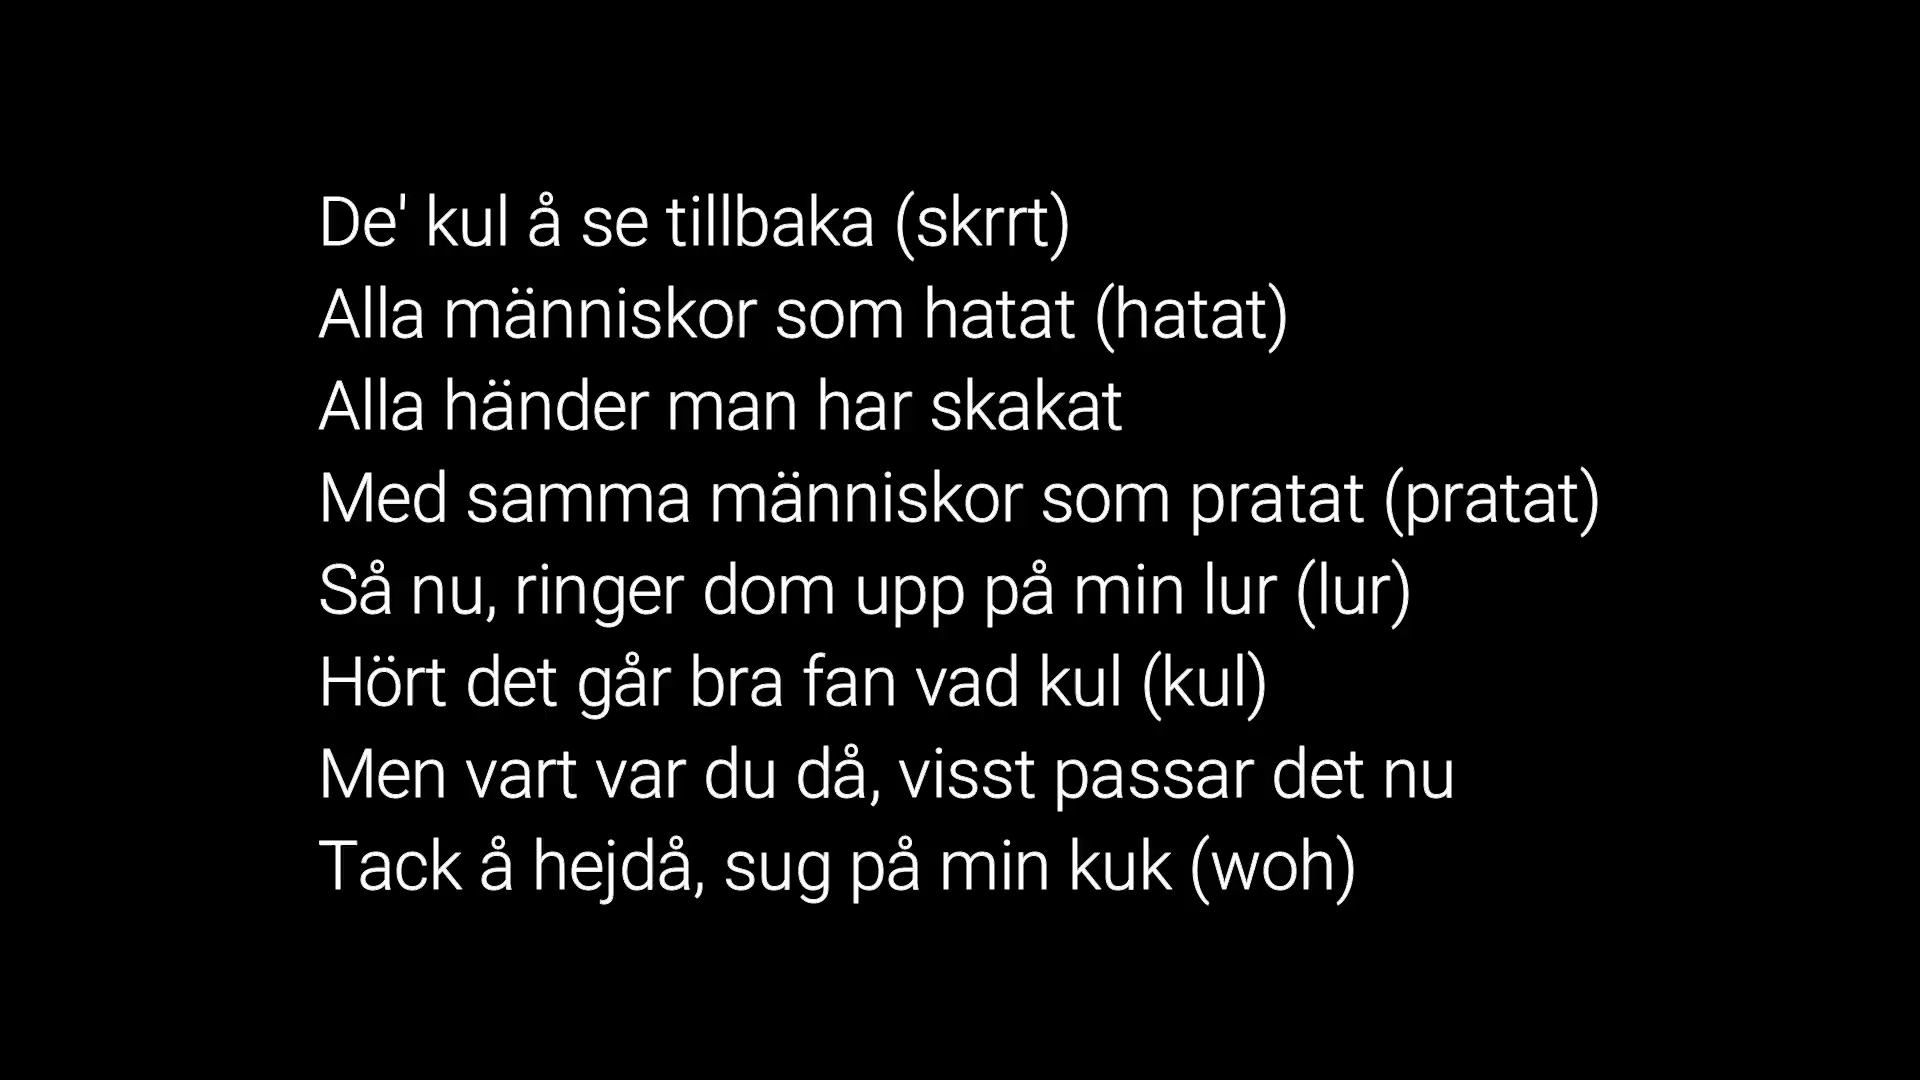 De' kul å se tillbaka (skrrt)
Alla människor som hatat (hatat)
Alla händer man har skakat
Med samma människor som pratat (pratat)
Så nu, ringer dom upp på min lur (lur)
Hört det går bra fan vad kul (kul)
Men vart var du då, visst passar det nu
Tack å hejdå, sug på min kuk (woh)